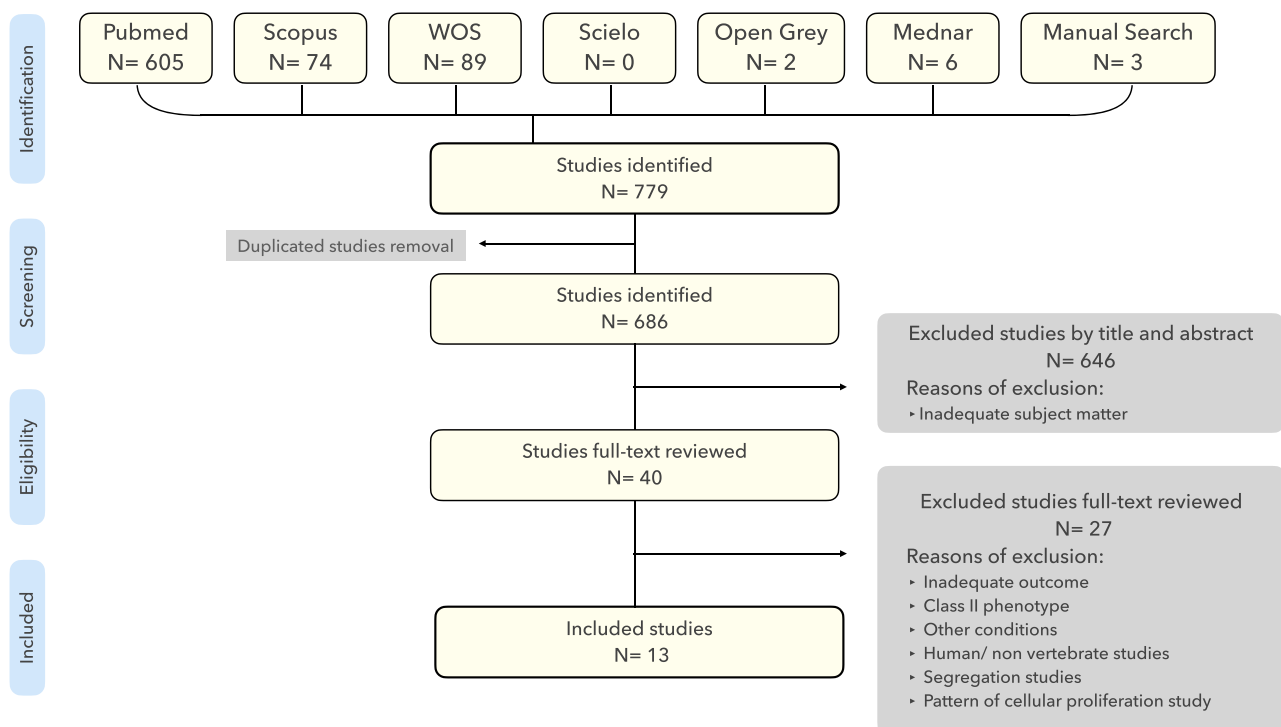 Identification
Pubmed
N= 605
Scopus
N= 74
WOS
N= 89
Scielo
N= 0
Open Grey
N= 2
Mednar
N= 6
Manual Search
N= 3
Studies identified
N= 779
Screening
Duplicated studies removal
Studies identified
N= 686
Excluded studies by title and abstract
N= 646
Reasons of exclusion:
‣ Inadequate subject matter
Eligibility
Studies full-text reviewed
N= 40
Excluded studies full-text reviewed
N= 27
Reasons of exclusion:
‣ Inadequate outcome
‣ Class II phenotype
‣ Other conditions
‣ Human/ non vertebrate studies
‣ Segregation studies
‣ Pattern of cellular proliferation study
Included
Included studies
N= 13